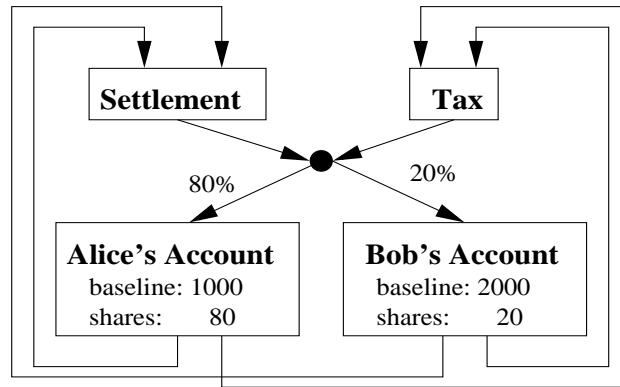 Settlement
Tax
80%
20%
Alice's Account
baseline: 1000
shares: 80
Bob's Account
baseline: 2000
shares: 20